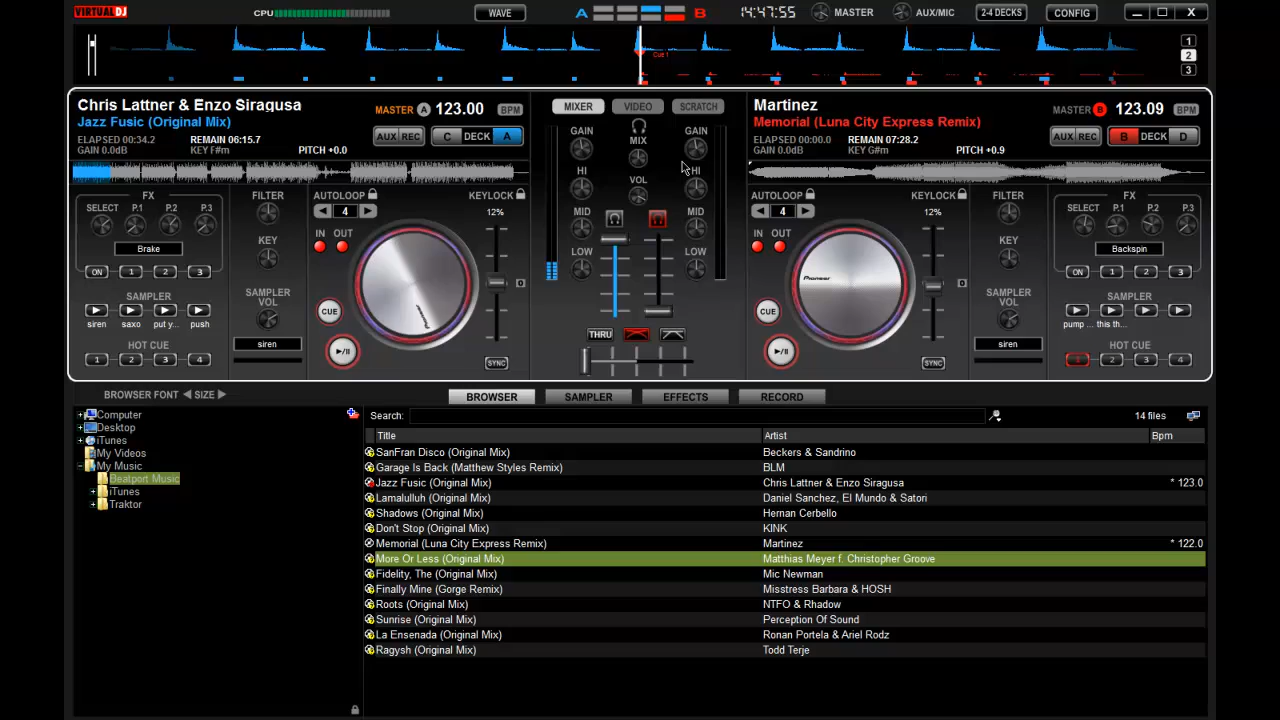 VIRTUAL DJ CPU WAVE A B 14:47:55 MASTER AUX/MIC 2-4 DECKS CONFIG X
Cue 1
1
2
3
Chris Lattner & Enzo Siragusa
Jazz Fusic (Original Mix)
MASTER A 123.00 BPM
ELAPSED 00:34.2 REMAIN 06:15.7
GAIN 0.0dB KEY F#m PITCH +0.0
AUX REC C DECK A
MIXER VIDEO SCRATCH
Martinez
Memorial (Luna City Express Remix)
MASTER B 123.09 BPM
ELAPSED 00:00.0 REMAIN 07:28.2
GAIN 0.0dB KEY G#m PITCH +0.9
AUX REC B DECK D
FX
SELECT P.1 P.2 P.3
Brake
ON 1 2 3
SAMPLER
siren saxo put y... push
HOT CUE
1 2 3 4
FILTER
KEY
SAMPLER
VOL
siren
AUTOLOOP
4
IN OUT
CUE
KEYLOCK
12%
0
SYNC
Pioneer
GAIN MIX GAIN
HI VOL HI
MID MID
LOW LOW
THRU
AUTOLOOP
4
IN OUT
CUE
Pioneer
KEYLOCK
12%
0
SYNC
FILTER
KEY
SAMPLER
VOL
siren
FX
SELECT P.1 P.2 P.3
Backspin
ON 1 2 3
SAMPLER
pump ... this th...
HOT CUE
1 2 3 4
BROWSER FONT SIZE
BROWSER SAMPLER EFFECTS RECORD
Computer
Desktop
iTunes
My Videos
My Music
Beatport Music
iTunes
Traktor
Search: 14 files
Title Artist Bpm
SanFran Disco (Original Mix) Beckers & Sandrino
Garage Is Back (Matthew Styles Remix) BLM
Jazz Fusic (Original Mix) Chris Lattner & Enzo Siragusa * 123.0
Lamalulluh (Original Mix) Daniel Sanchez, El Mundo & Satori
Shadows (Original Mix) Hernan Cerbello
Don't Stop (Original Mix) KINK
Memorial (Luna City Express Remix) Martinez * 122.0
More Or Less (Original Mix) Matthias Meyer f. Christopher Groove
Fidelity, The (Original Mix) Mic Newman
Finally Mine (Gorge Remix) Misstress Barbara & HOSH
Roots (Original Mix) NTFO & Rhadow
Sunrise (Original Mix) Perception Of Sound
La Ensenada (Original Mix) Ronan Portela & Ariel Rodz
Ragysh (Original Mix) Todd Terje